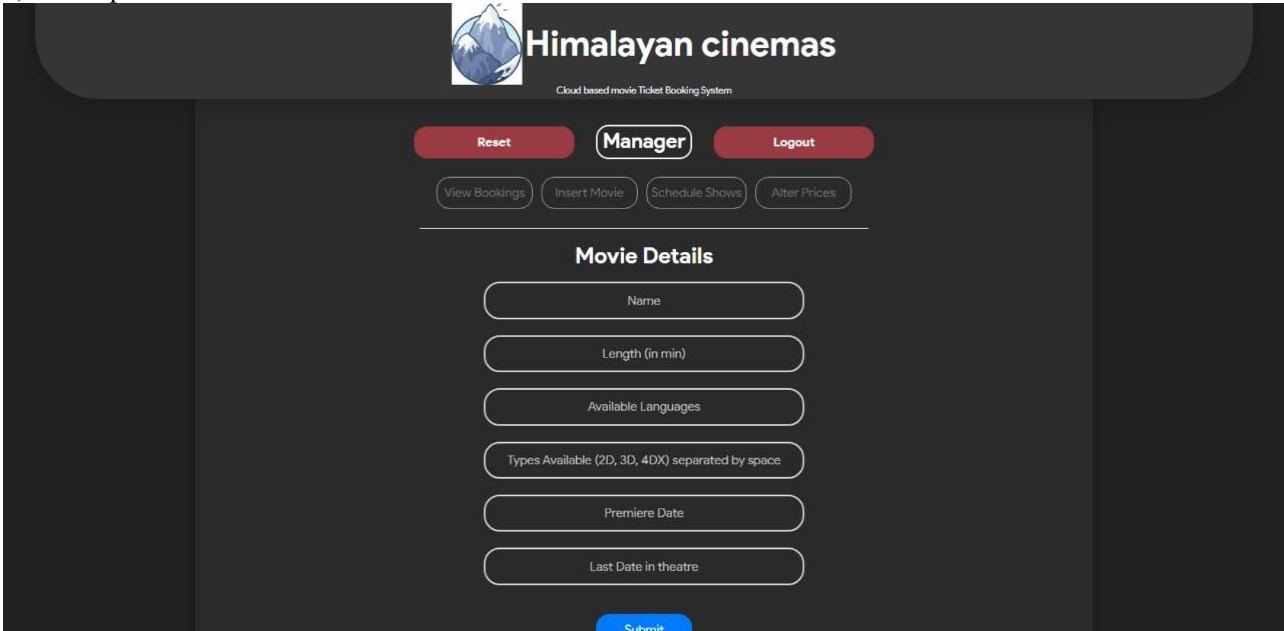 Himalayan cinemas
Cloud based movie Ticket Booking System
Reset Manager Logout
View Bookings Insert Movie Schedule Shows Alter Prices
Movie Details
Name
Length (in min)
Available Languages
Types Available (2D, 3D, 4DX) separated by space
Premiere Date
Last Date in theatre
Submit